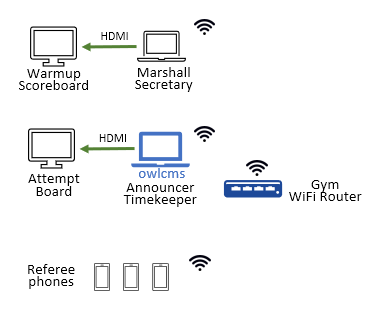 HDMI
Warmup
Scoreboard
Marshall
Secretary
HDMI
Attempt
Board
owlcms
Announcer
Timekeeper
Gym
WiFi Router
Referee
phones